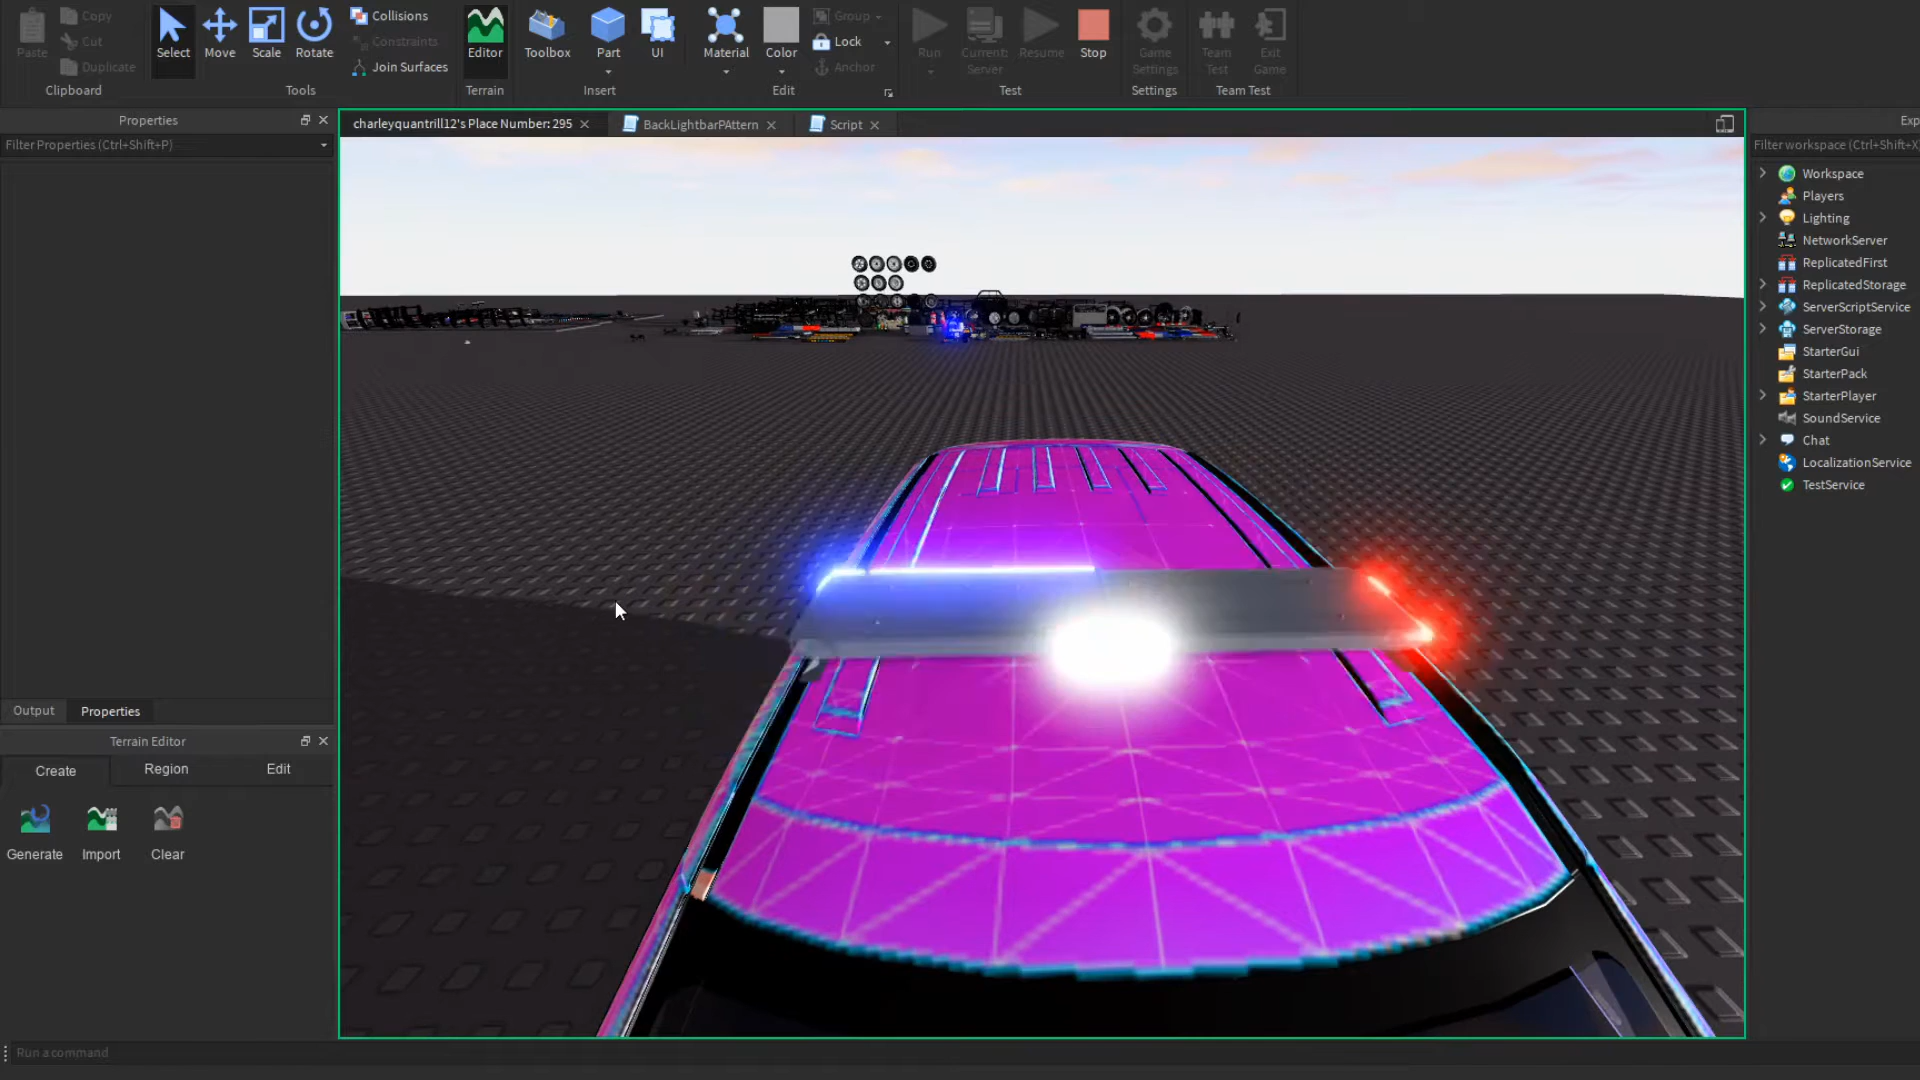 Paste
Copy
Cut
Duplicate
Clipboard
Select
Move
Scale
Rotate
Collisions
Constraints
Join Surfaces
Tools
Editor
Terrain
Toolbox
Part
UI
Insert
Material
Color
Group
Lock
Anchor
Edit
Run
Current:
Server
Resume
Stop
Test
Game
Settings
Settings
Team
Test
Exit
Game
Team Test
Properties
Filter Properties (Ctrl+Shift+P)
charleyquantrill12's Place Number: 295
BackLightbarPAttern
Script
Exp
Filter workspace (Ctrl+Shift+X
Workspace
Players
Lighting
NetworkServer
ReplicatedFirst
ReplicatedStorage
ServerScriptService
ServerStorage
StarterGui
StarterPack
StarterPlayer
SoundService
Chat
LocalizationService
TestService
Output
Properties
Terrain Editor
Create
Region
Edit
Generate
Import
Clear
Run a command